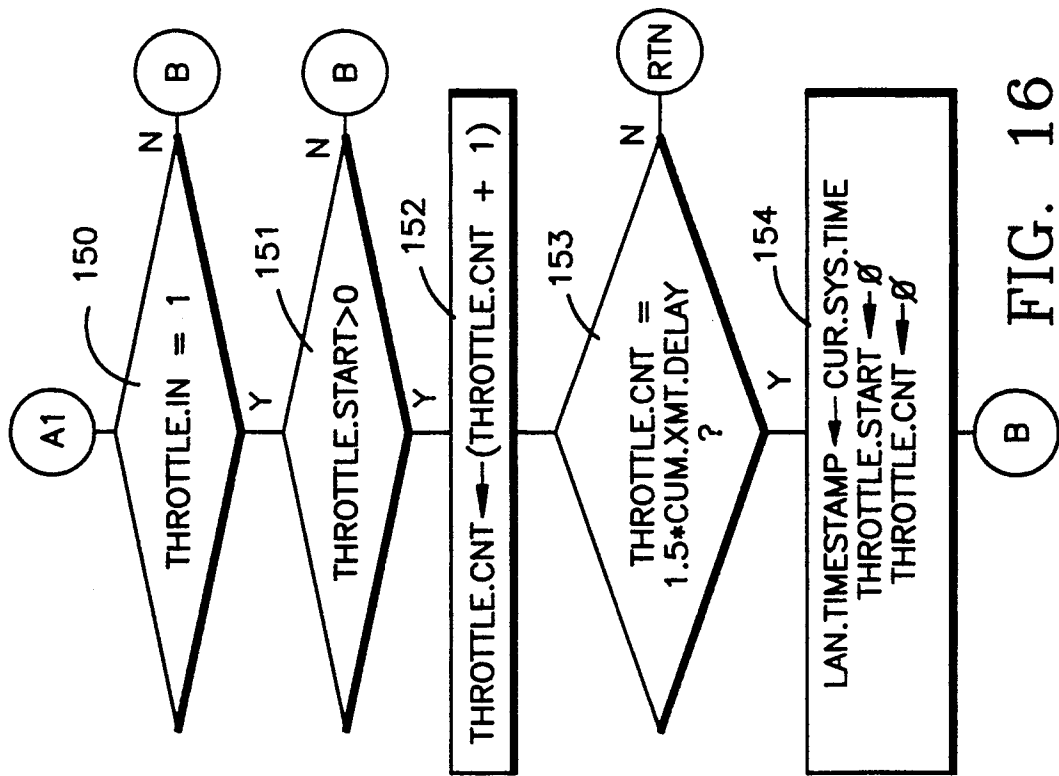 A1
150
THROTTLE.IN = 1
N
B
Y
151
THROTTLE.START>0
N
B
Y
152
THROTTLE.CNT ← (THROTTLE.CNT + 1)
153
THROTTLE.CNT =
1.5*CUM.XMT.DELAY
?
N
RTN
Y
154
LAN.TIMESTAMP ← CUR.SYS.TIME
THROTTLE.START ← Ø
THROTTLE.CNT ← Ø
B
FIG. 16